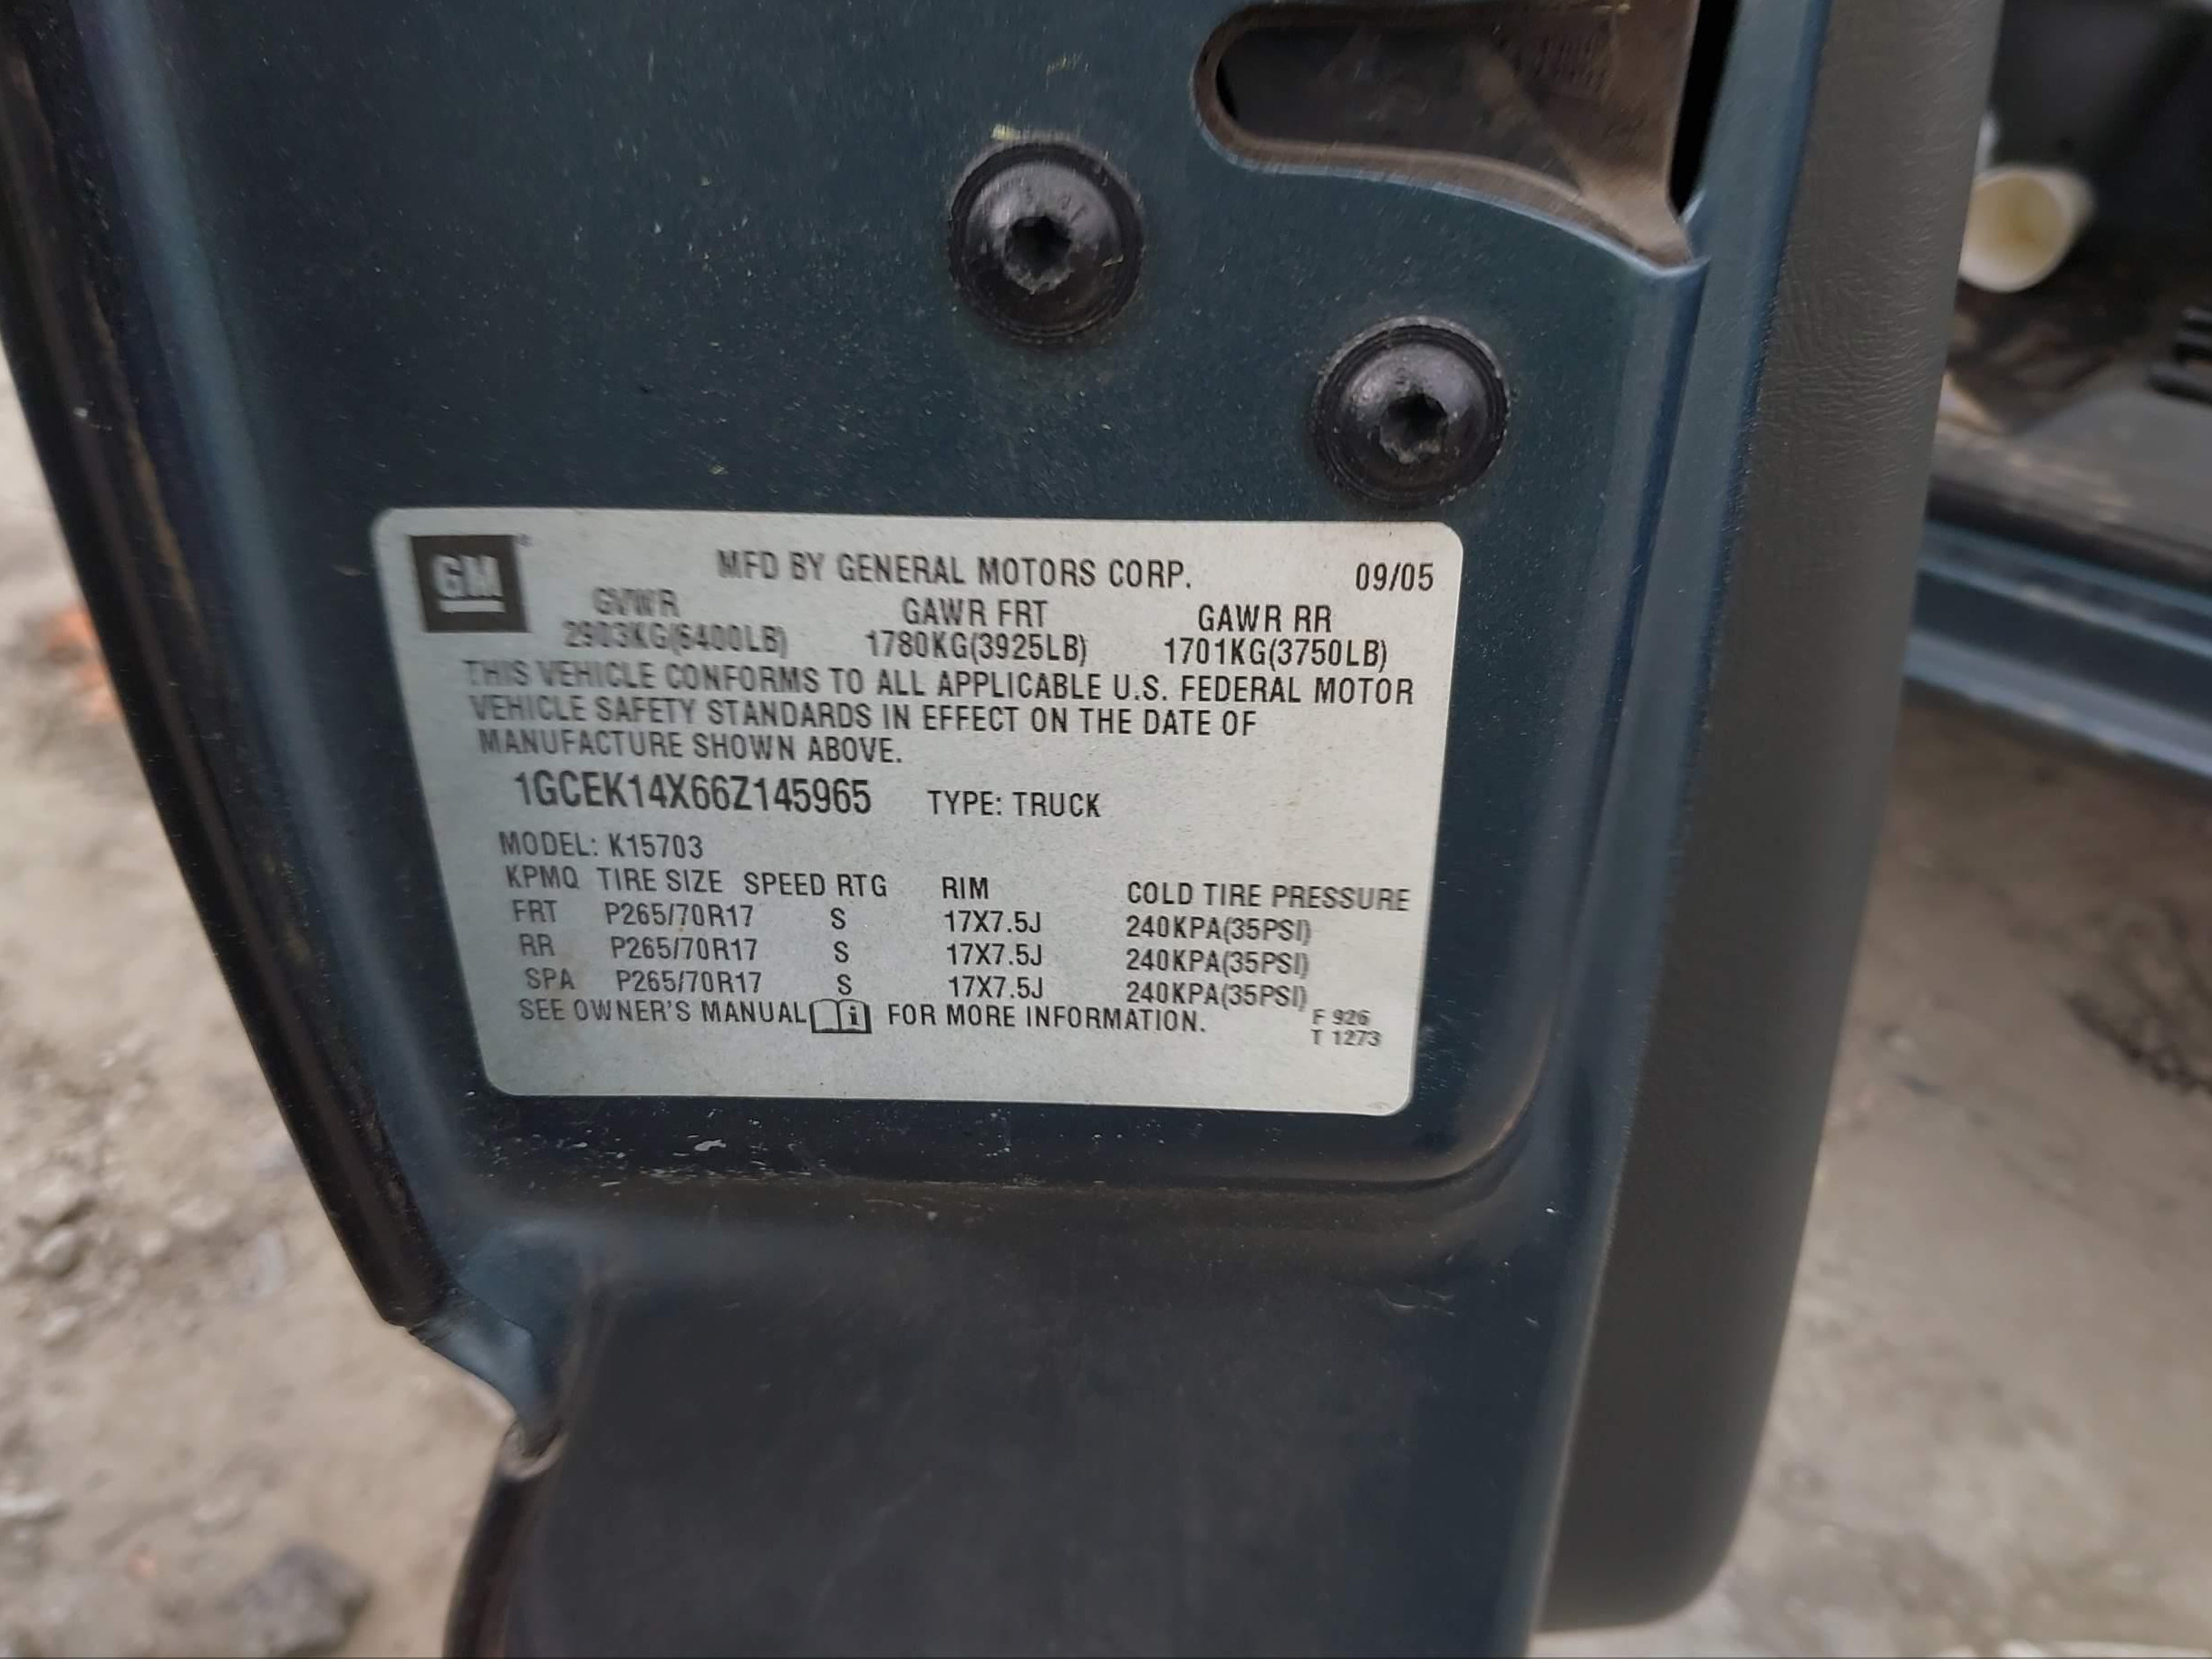 GM
MFD BY GENERAL MOTORS CORP. 09/05
GVWR GAWR FRT GAWR RR
2903KG(6400LB) 1780KG(3925LB) 1701KG(3750LB)
THIS VEHICLE CONFORMS TO ALL APPLICABLE U.S. FEDERAL MOTOR
VEHICLE SAFETY STANDARDS IN EFFECT ON THE DATE OF
MANUFACTURE SHOWN ABOVE.
1GCEK14X66Z145965 TYPE: TRUCK
MODEL: K15703
KPMQ TIRE SIZE SPEED RTG RIM COLD TIRE PRESSURE
FRT P265/70R17 S 17X7.5J 240KPA(35PSI)
RR P265/70R17 S 17X7.5J 240KPA(35PSI)
SPA P265/70R17 S 17X7.5J 240KPA(35PSI)
SEE OWNER'S MANUAL i FOR MORE INFORMATION.
F 926
T 1273